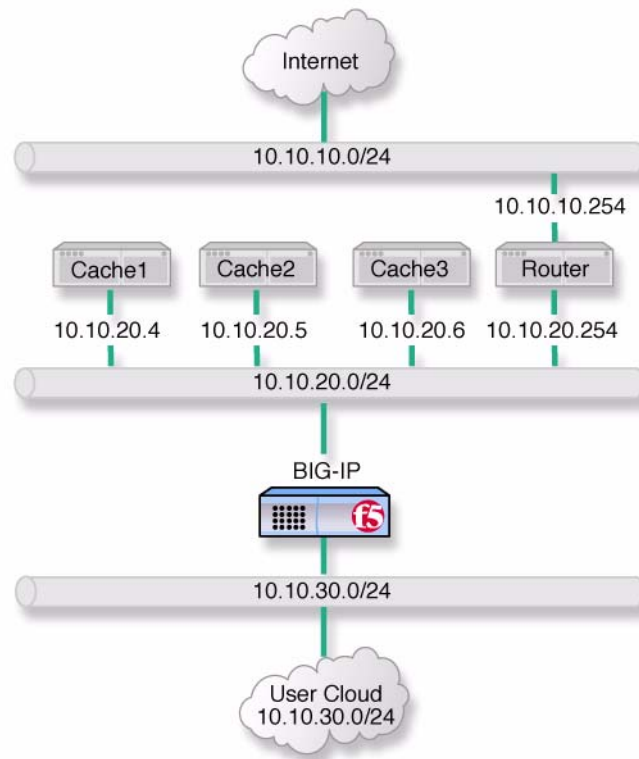 Internet
10.10.10.0/24
10.10.10.254
Cache1
Cache2
Cache3
Router
10.10.20.4
10.10.20.5
10.10.20.6
10.10.20.254
10.10.20.0/24
BIG-IP
f5
10.10.30.0/24
User Cloud
10.10.30.0/24